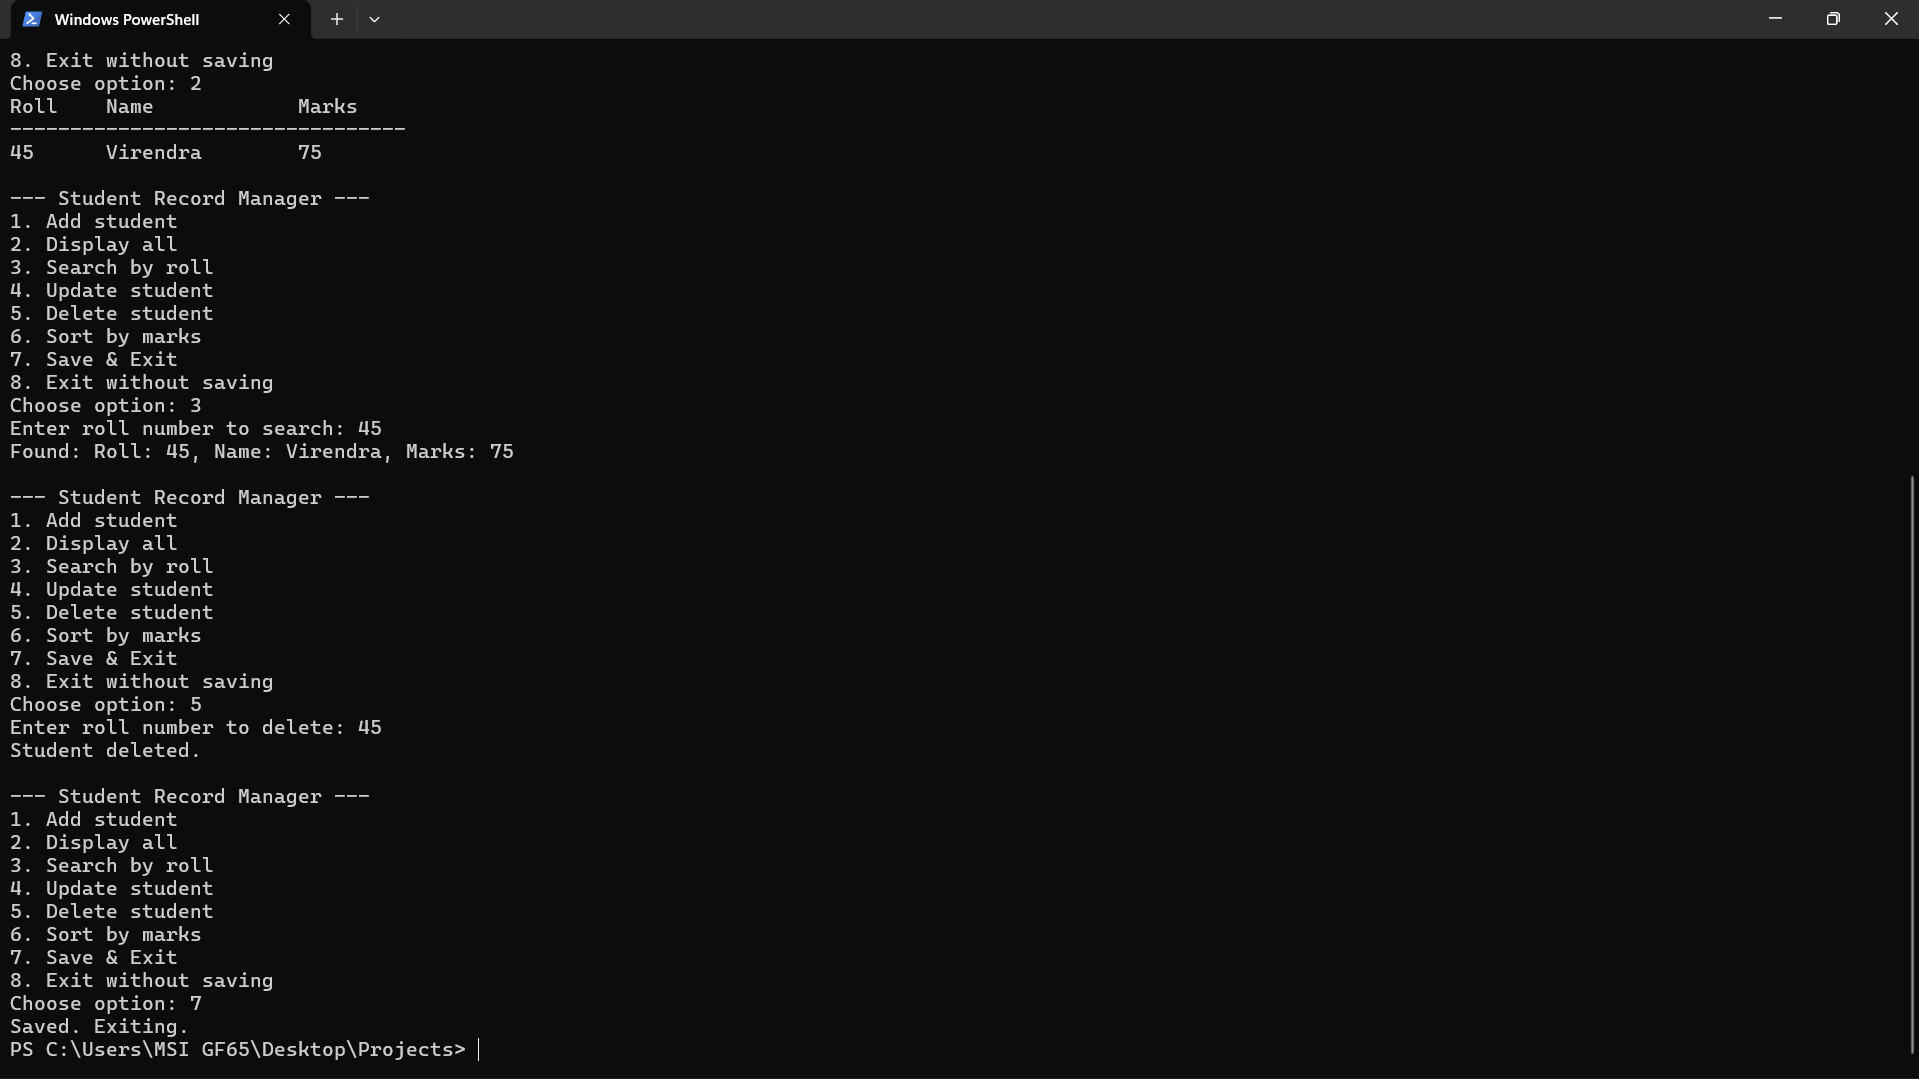 Windows PowerShell
8. Exit without saving
Choose option: 2
Roll    Name            Marks
---------------------------------
45      Virendra        75

--- Student Record Manager ---
1. Add student
2. Display all
3. Search by roll
4. Update student
5. Delete student
6. Sort by marks
7. Save & Exit
8. Exit without saving
Choose option: 3
Enter roll number to search: 45
Found: Roll: 45, Name: Virendra, Marks: 75

--- Student Record Manager ---
1. Add student
2. Display all
3. Search by roll
4. Update student
5. Delete student
6. Sort by marks
7. Save & Exit
8. Exit without saving
Choose option: 5
Enter roll number to delete: 45
Student deleted.

--- Student Record Manager ---
1. Add student
2. Display all
3. Search by roll
4. Update student
5. Delete student
6. Sort by marks
7. Save & Exit
8. Exit without saving
Choose option: 7
Saved. Exiting.
PS C:\Users\MSI GF65\Desktop\Projects>